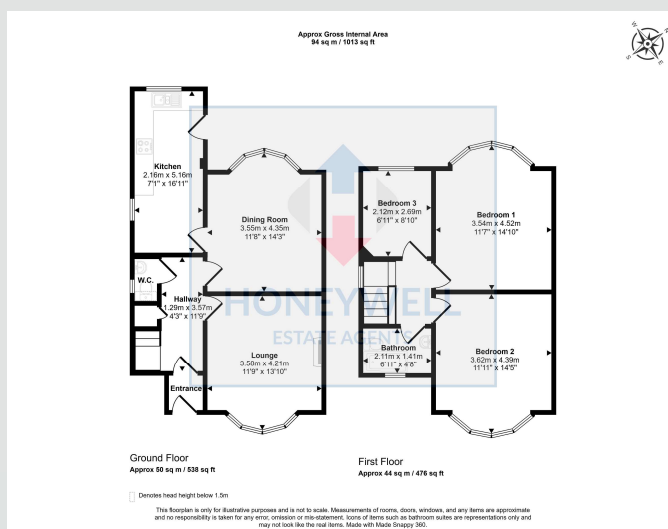 Approx Gross Internal Area
94 sq m / 1013 sq ft
W
N
S
E
Kitchen
2.16m x 5.16m
7'1" x 16'11"
Dining Room
3.55m x 4.35m
11'8" x 14'3"
W.C.
Hallway
1.29m x 3.57m
4'3" x 11'9"
Lounge
3.58m x 4.21m
11'9" x 13'10"
Entrance
Bedroom 3
2.12m x 2.69m
6'11" x 8'10"
Bedroom 1
3.54m x 4.52m
11'7" x 14'10"
Bathroom
2.11m x 1.41m
6'11" x 4'8"
Bedroom 2
3.62m x 4.39m
11'11" x 14'5"
HONEYWELL
ESTATE AGENTS
Ground Floor
Approx 50 sq m / 538 sq ft
First Floor
Approx 44 sq m / 476 sq ft
Denotes head height below 1.5m
This floorplan is only for illustrative purposes and is not to scale. Measurements of rooms, doors, windows, and any items are approximate
and no responsibility is taken for any error, omission or mis-statement. Icons of items such as bathroom suites are representations only and
may not look like the real items. Made with Made Snappy 360.